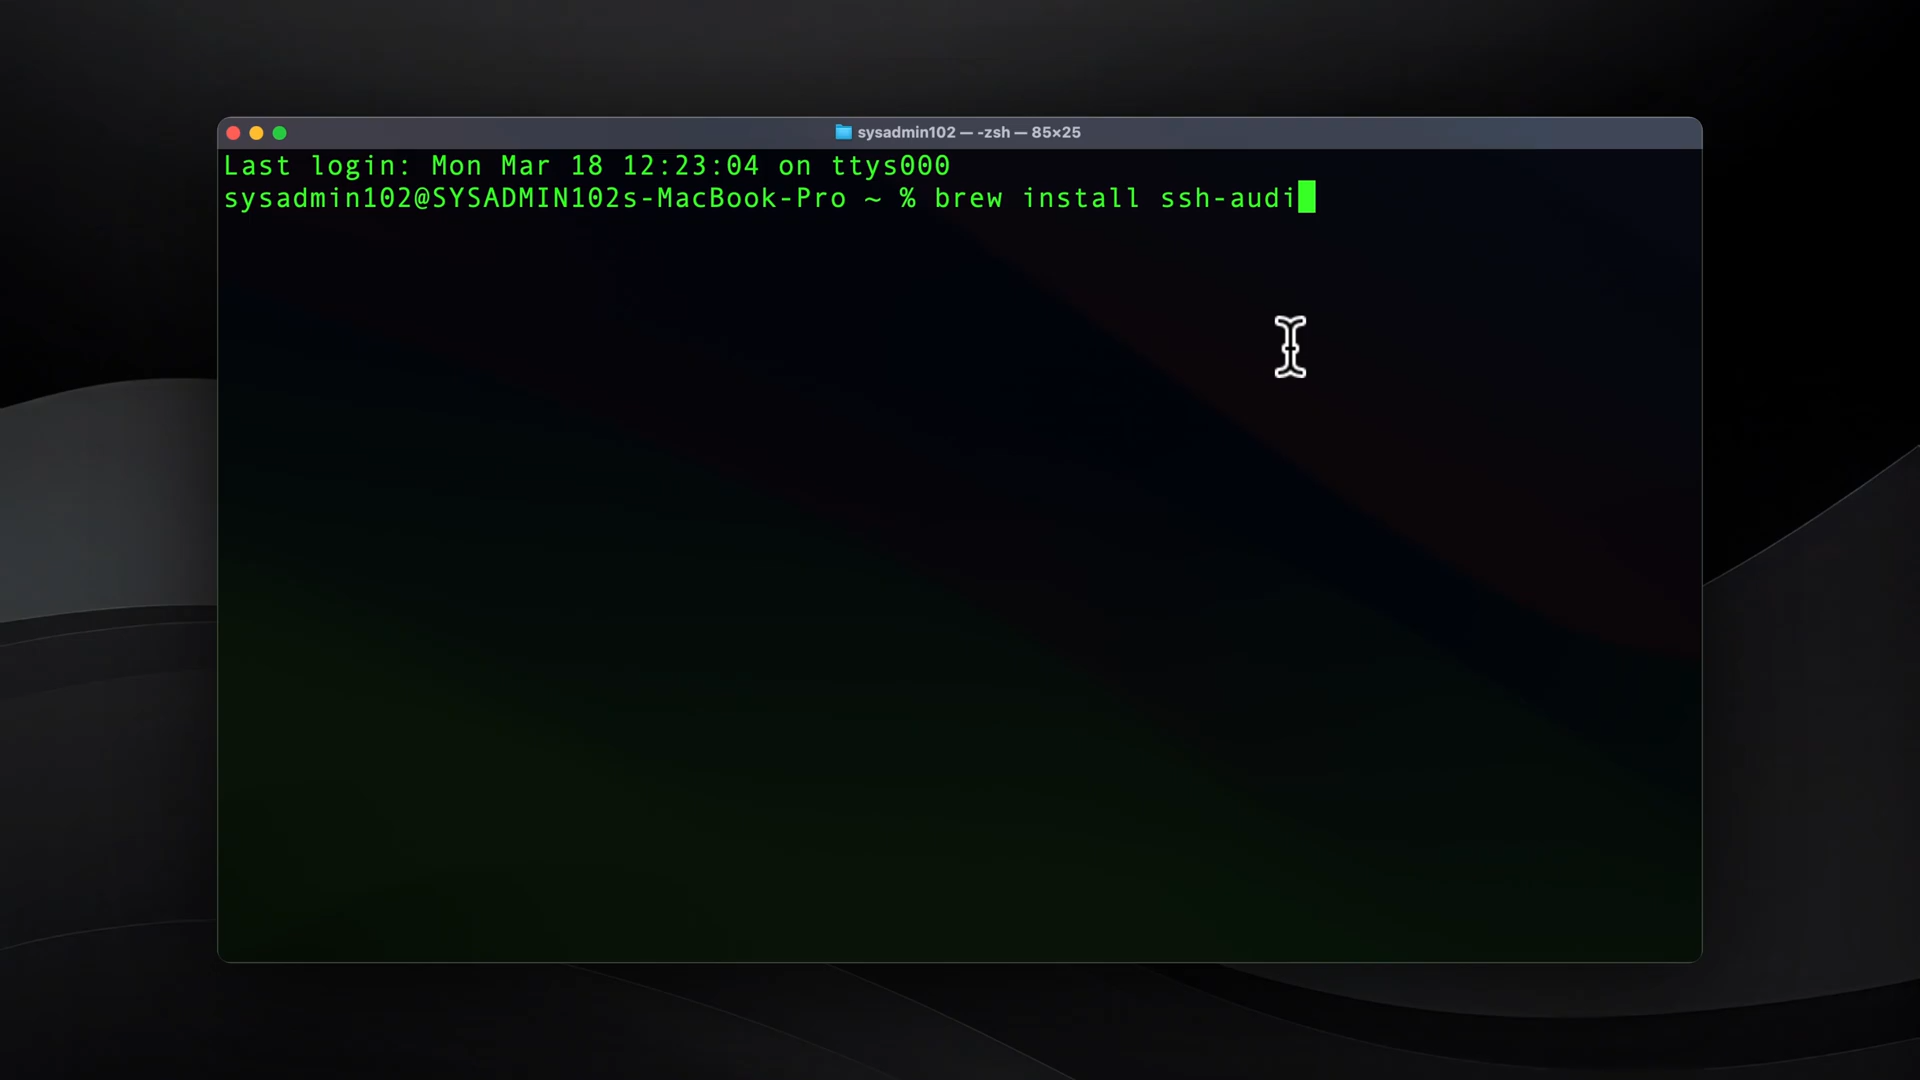 sysadmin102 — -zsh — 85×25
Last login: Mon Mar 18 12:23:04 on ttys000
sysadmin102@SYSADMIN102s-MacBook-Pro ~ % brew install ssh-audi